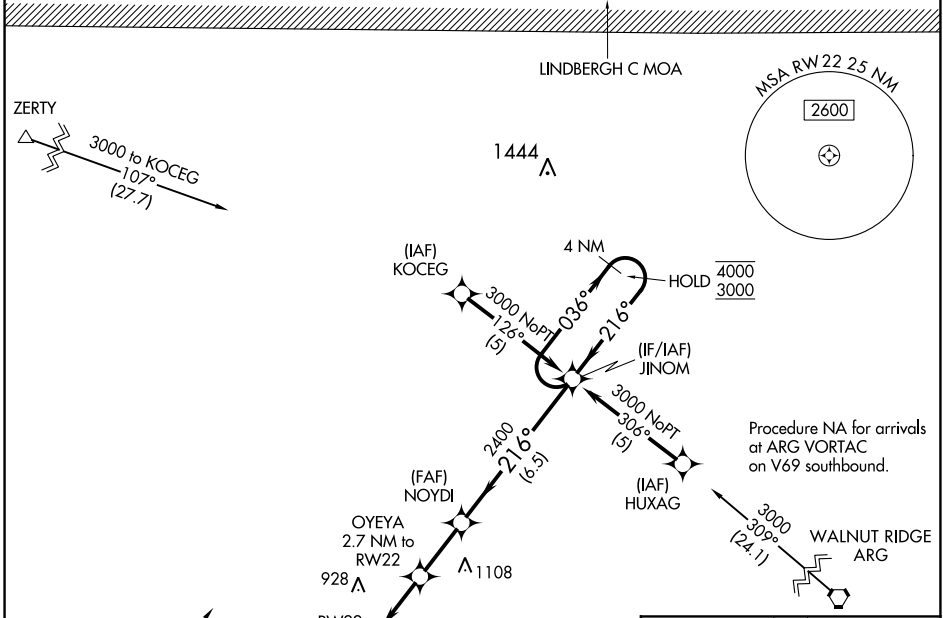 LINDBERGH C MOA
MSA RW22 25 NM
2600
ZERTY
3000 to KOCEG
107°
(27.7)
1444
4 NM
HOLD
4000
3000
(IAF)
KOCEG
3000 NoPT
126°
(5)
036°
216°
(IF/IAF)
JINOM
3000 NoPT
306°
(5)
Procedure NA for arrivals
at ARG VORTAC
on V69 southbound.
2400
216°
(6.5)
(FAF)
NOYDI
(IAF)
HUXAG
3000
309°
(24.1)
WALNUT RIDGE
ARG
OYEYA
2.7 NM to
RW22
928
1108